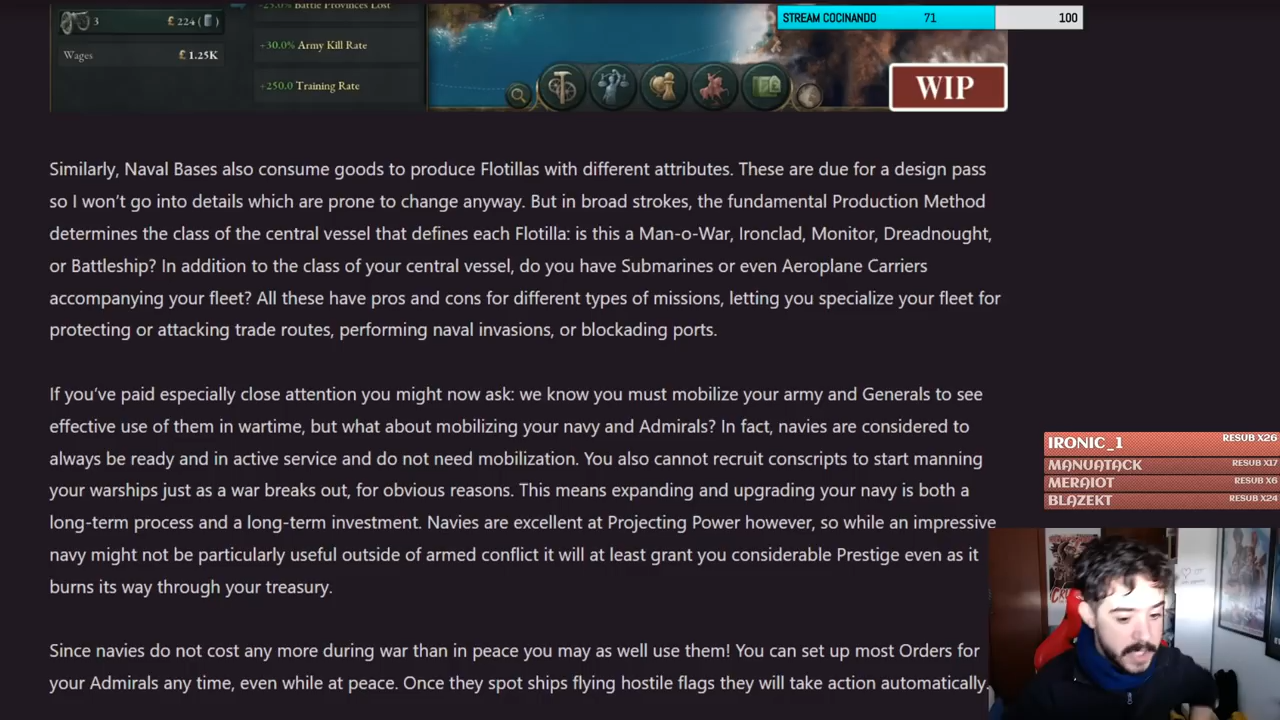 -25.0% Battle Provinces Lost
3
£ 224 ( )
+30.0% Army Kill Rate
Wages
£ 1.25K
+250.0 Training Rate
STREAM COCINANDO 71 100
WIP
Similarly, Naval Bases also consume goods to produce Flotillas with different attributes. These are due for a design pass
so I won't go into details which are prone to change anyway. But in broad strokes, the fundamental Production Method
determines the class of the central vessel that defines each Flotilla: is this a Man-o-War, Ironclad, Monitor, Dreadnought,
or Battleship? In addition to the class of your central vessel, do you have Submarines or even Aeroplane Carriers
accompanying your fleet? All these have pros and cons for different types of missions, letting you specialize your fleet for
protecting or attacking trade routes, performing naval invasions, or blockading ports.
If you've paid especially close attention you might now ask: we know you must mobilize your army and Generals to see
effective use of them in wartime, but what about mobilizing your navy and Admirals? In fact, navies are considered to
always be ready and in active service and do not need mobilization. You also cannot recruit conscripts to start manning
your warships just as a war breaks out, for obvious reasons. This means expanding and upgrading your navy is both a
long-term process and a long-term investment. Navies are excellent at Projecting Power however, so while an impressive
navy might not be particularly useful outside of armed conflict it will at least grant you considerable Prestige even as it
burns its way through your treasury.
Since navies do not cost any more during war than in peace you may as well use them! You can set up most Orders for
your Admirals any time, even while at peace. Once they spot ships flying hostile flags they will take action automatically.
IRONIC_1 RESUB X26
MANUATACK RESUB X17
MERAIOT RESUB X6
BLAZEKT RESUB X24